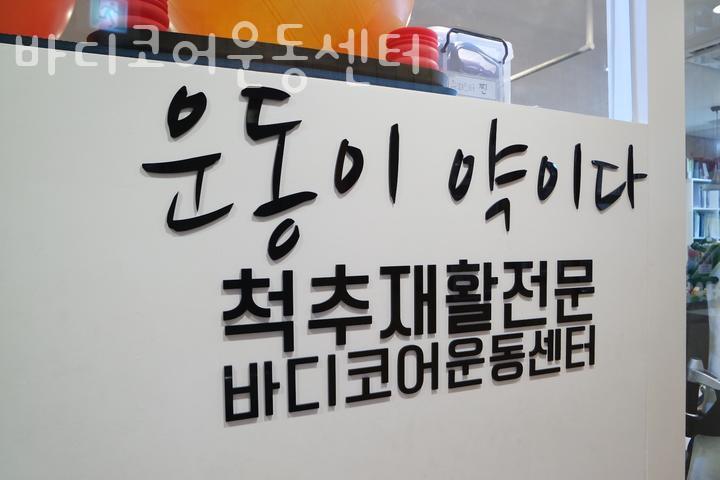 바디코어운동센터
찐
운동이 약이다
척추재활전문
바디코어운동센터